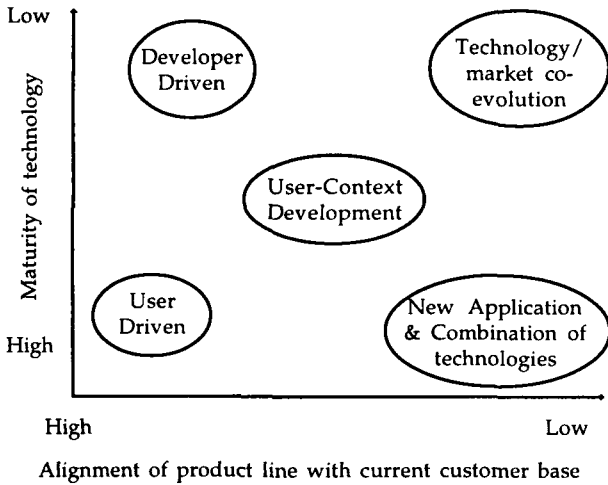 Low
Developer
Driven
Technology/
market co-
evolution
Maturity of technology
User-Context
Development
User
Driven
New Application
& Combination of
technologies
High
High
Low
Alignment of product line with current customer base